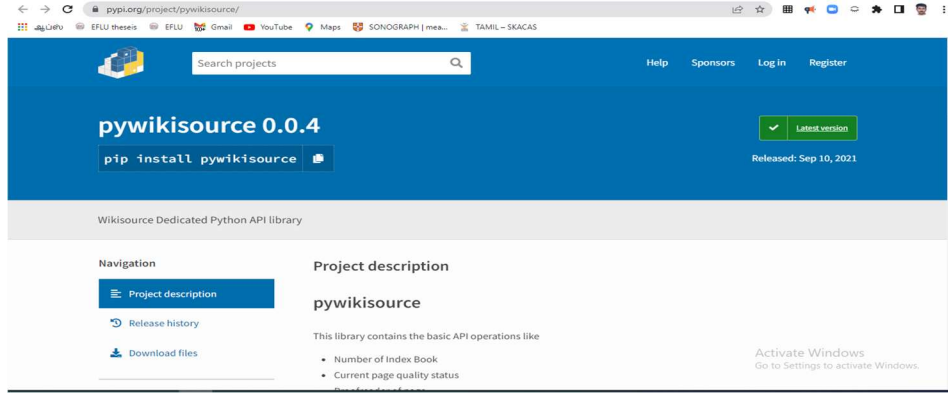 pypi.org/project/pywikisource/
ஆப்ஸ் EFLU theseis EFLU Gmail YouTube Maps SONOGRAPH | mea... TAMIL – SKACAS
Search projects
Help Sponsors Log in Register
pywikisource 0.0.4
Latest version
pip install pywikisource
Released: Sep 10, 2021
Wikisource Dedicated Python API library
Navigation
Project description
Project description
pywikisource
Release history
This library contains the basic API operations like
Download files
• Number of Index Book
• Current page quality status
Activate Windows
Go to Settings to activate Windows.